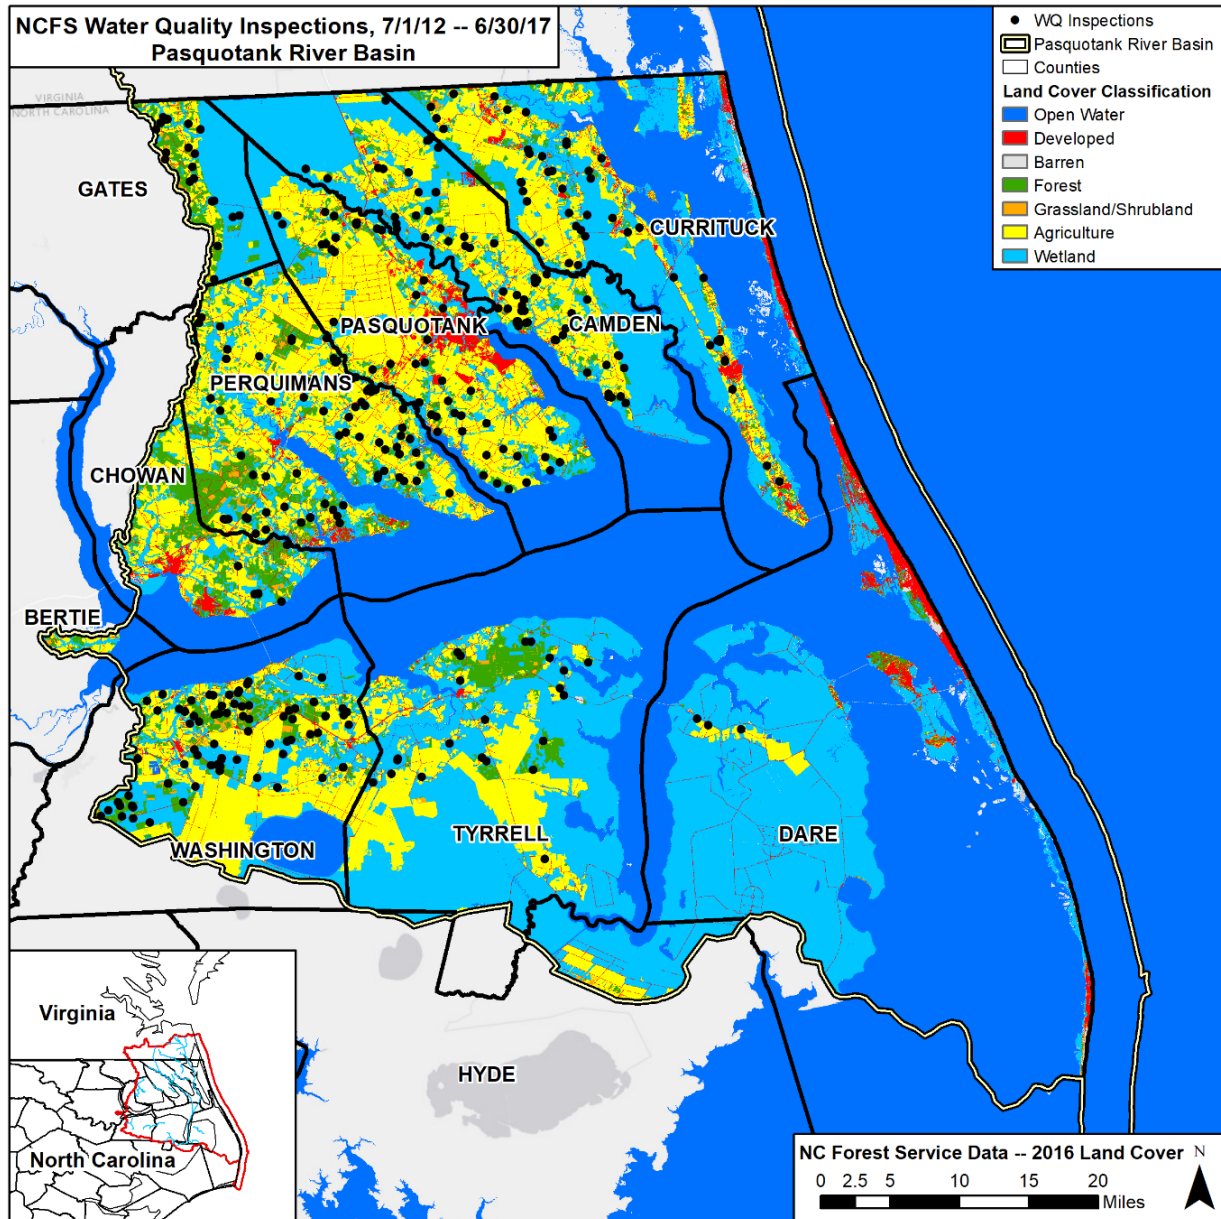 NCFS Water Quality Inspections, 7/1/12 -- 6/30/17
Pasquotank River Basin
WQ Inspections
Pasquotank River Basin
Counties
Land Cover Classification
Open Water
Developed
Barren
Forest
Grassland/Shrubland
Agriculture
Wetland
VIRGINIA
NORTH CAROLINA
GATES
CURRITUCK
PASQUOTANK
CAMDEN
PERQUIMANS
CHOWAN
BERTIE
WASHINGTON
TYRRELL
DARE
HYDE
Virginia
North Carolina
NC Forest Service Data -- 2016 Land Cover
N
0 2.5 5 10 15 20
Miles